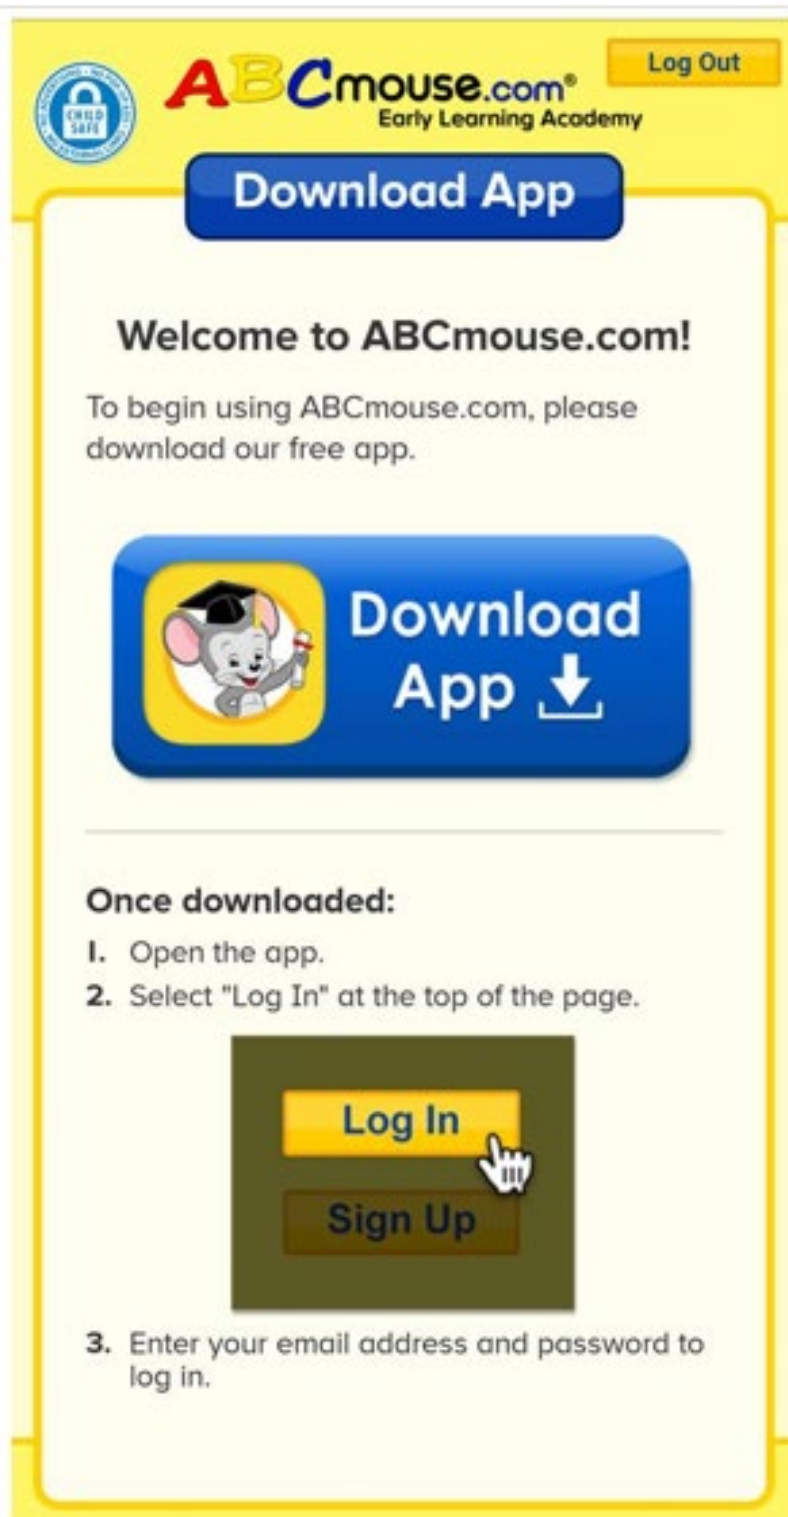 Log Out
CHILD
SAFE
ABCmouse.com®
Early Learning Academy
Download App
Welcome to ABCmouse.com!
To begin using ABCmouse.com, please
download our free app.
Download
App
Once downloaded:
1. Open the app.
2. Select "Log In" at the top of the page.
Log In
Sign Up
3. Enter your email address and password to
log in.